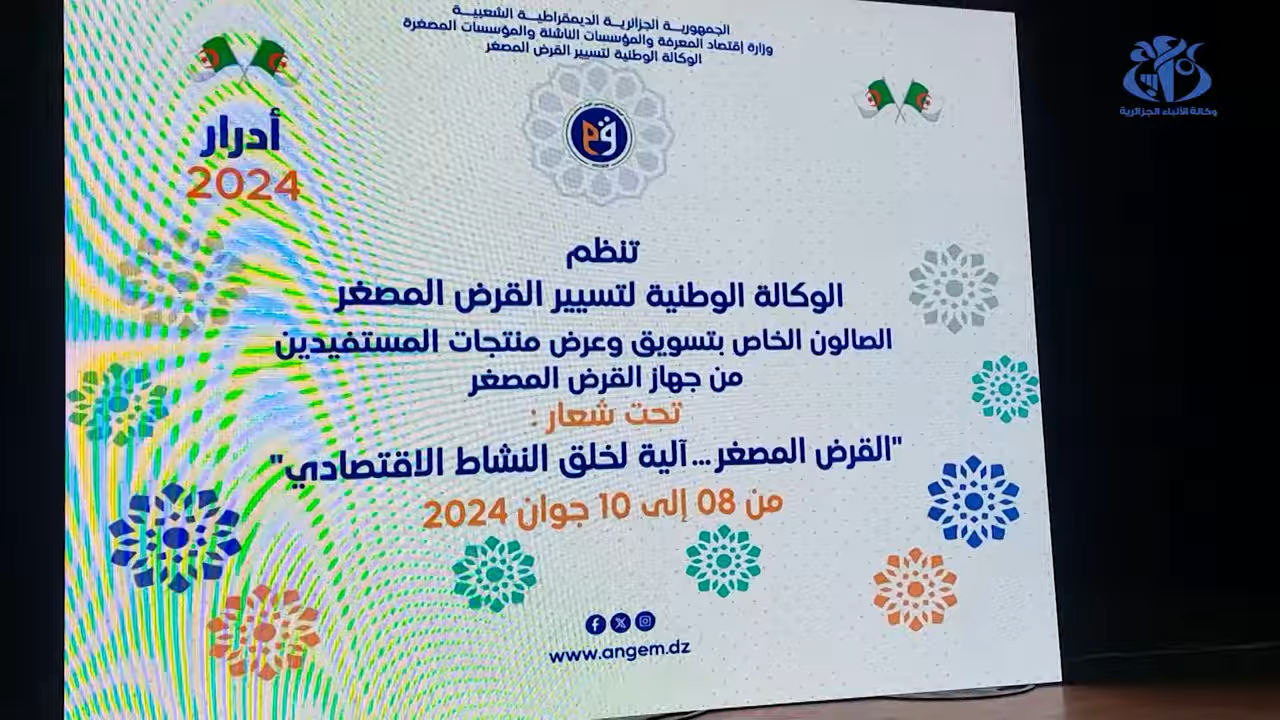 الجمهورية الجزائرية الديمقراطية الشعبية
وزارة إقتصاد المعرفة والمؤسسات الناشئة والمؤسسات المصغرة
الوكالة الوطنية لتسيير القرض المصغر
وكالة الأنباء الجزائرية
أدرار
2024
تنظم
الوكالة الوطنية لتسيير القرض المصغر
الصالون الخاص بتسويق وعرض منتجات المستفيدين
من جهاز القرض المصغر
تحت شعار :
"القرض المصغر... آلية لخلق النشاط الاقتصادي"
من 08 إلى 10 جوان 2024
www.angem.dz